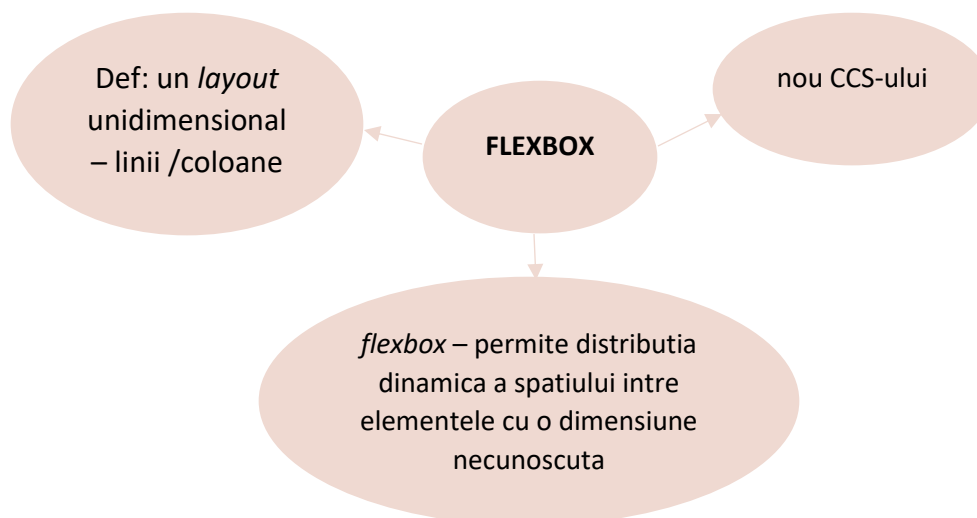 Def: un layout
unidimensional
– linii /coloane
FLEXBOX
nou CCS-ului
flexbox – permite distributia
dinamica a spatiului intre
elementele cu o dimensiune
necunoscuta